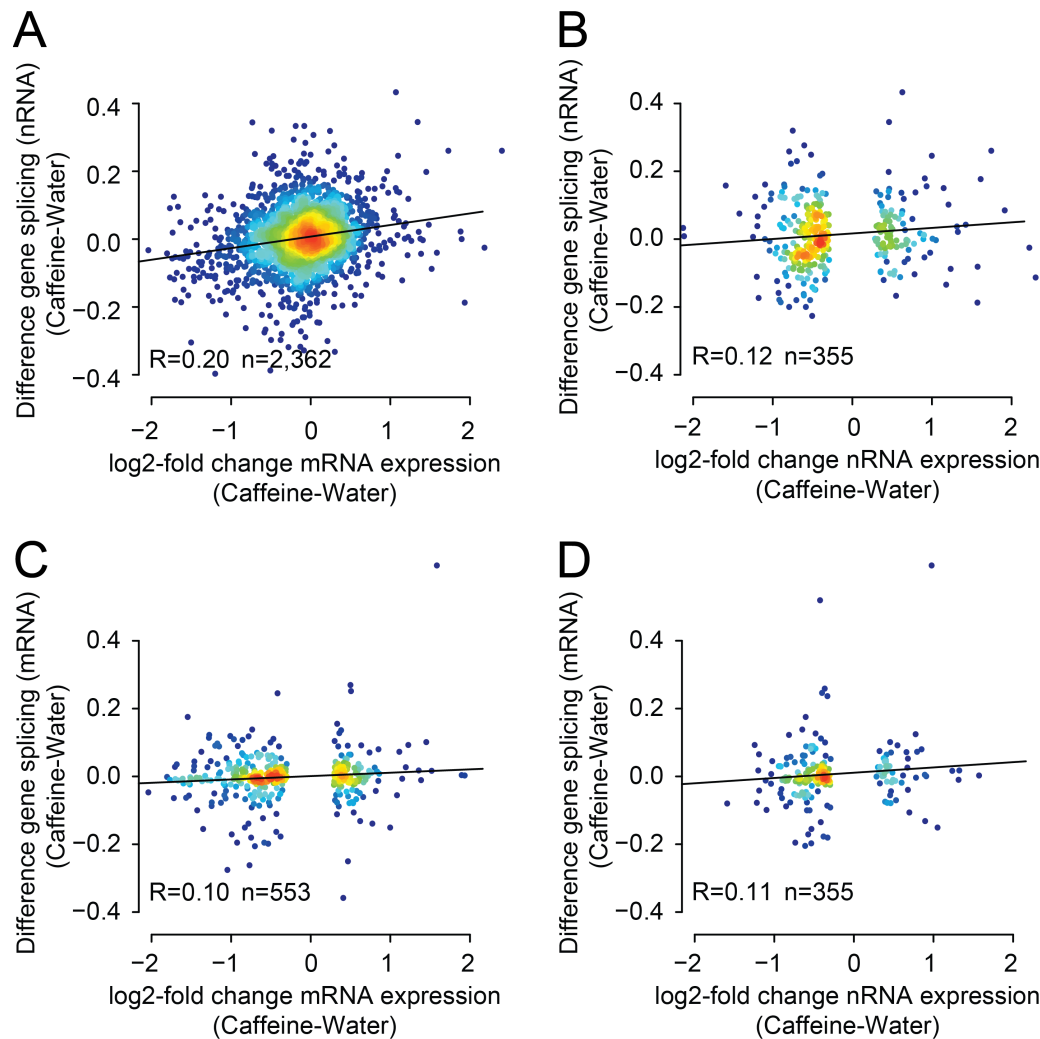 A
Difference gene splicing (nRNA)
(Caffeine-Water)
0.4
0.2
0.0
−0.2
−0.4
R=0.20 n=2,362
−2 −1 0 1 2
log2-fold change mRNA expression
(Caffeine-Water)
B
Difference gene splicing (nRNA)
(Caffeine-Water)
0.4
0.2
0.0
−0.2
−0.4
R=0.12 n=355
−2 −1 0 1 2
log2-fold change nRNA expression
(Caffeine-Water)
C
Difference gene splicing (mRNA)
(Caffeine-Water)
0.4
0.2
0.0
−0.2
−0.4
R=0.10 n=553
−2 −1 0 1 2
log2-fold change mRNA expression
(Caffeine-Water)
D
Difference gene splicing (mRNA)
(Caffeine-Water)
0.4
0.2
0.0
−0.2
−0.4
R=0.11 n=355
−2 −1 0 1 2
log2-fold change nRNA expression
(Caffeine-Water)